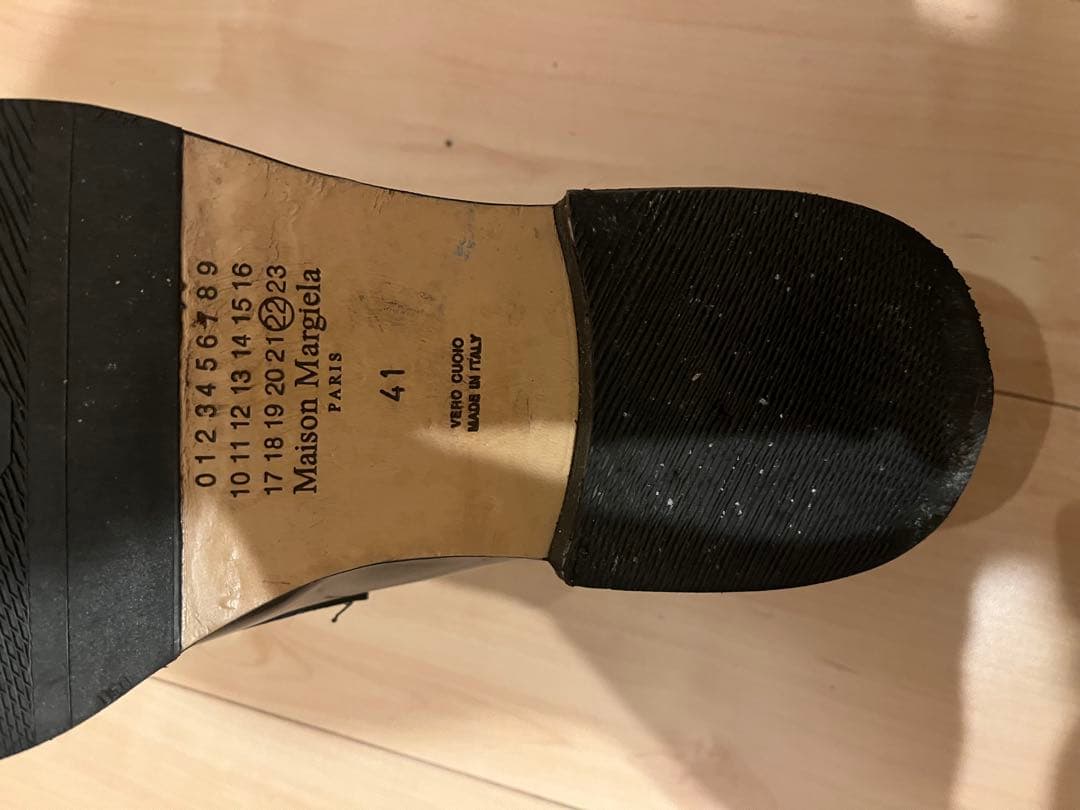 0 1 2 3 4 5 6 7 8 9
10 11 12 13 14 15 16
17 18 19 20 21 22 23
Maison Margiela
PARIS
41
VERO CUOIO
MADE IN ITALY